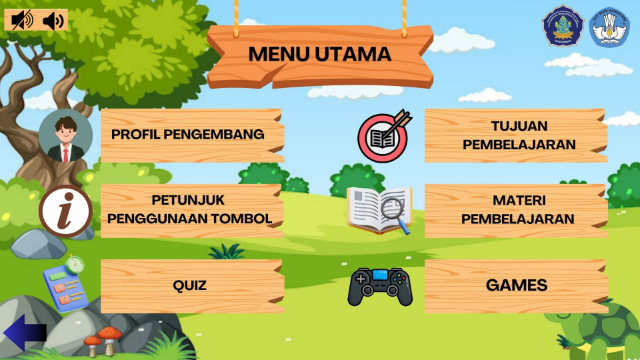 MENU UTAMA
PROFIL PENGEMBANG
TUJUAN
PEMBELAJARAN
PETUNJUK
PENGGUNAAN TOMBOL
MATERI
PEMBELAJARAN
QUIZ
GAMES